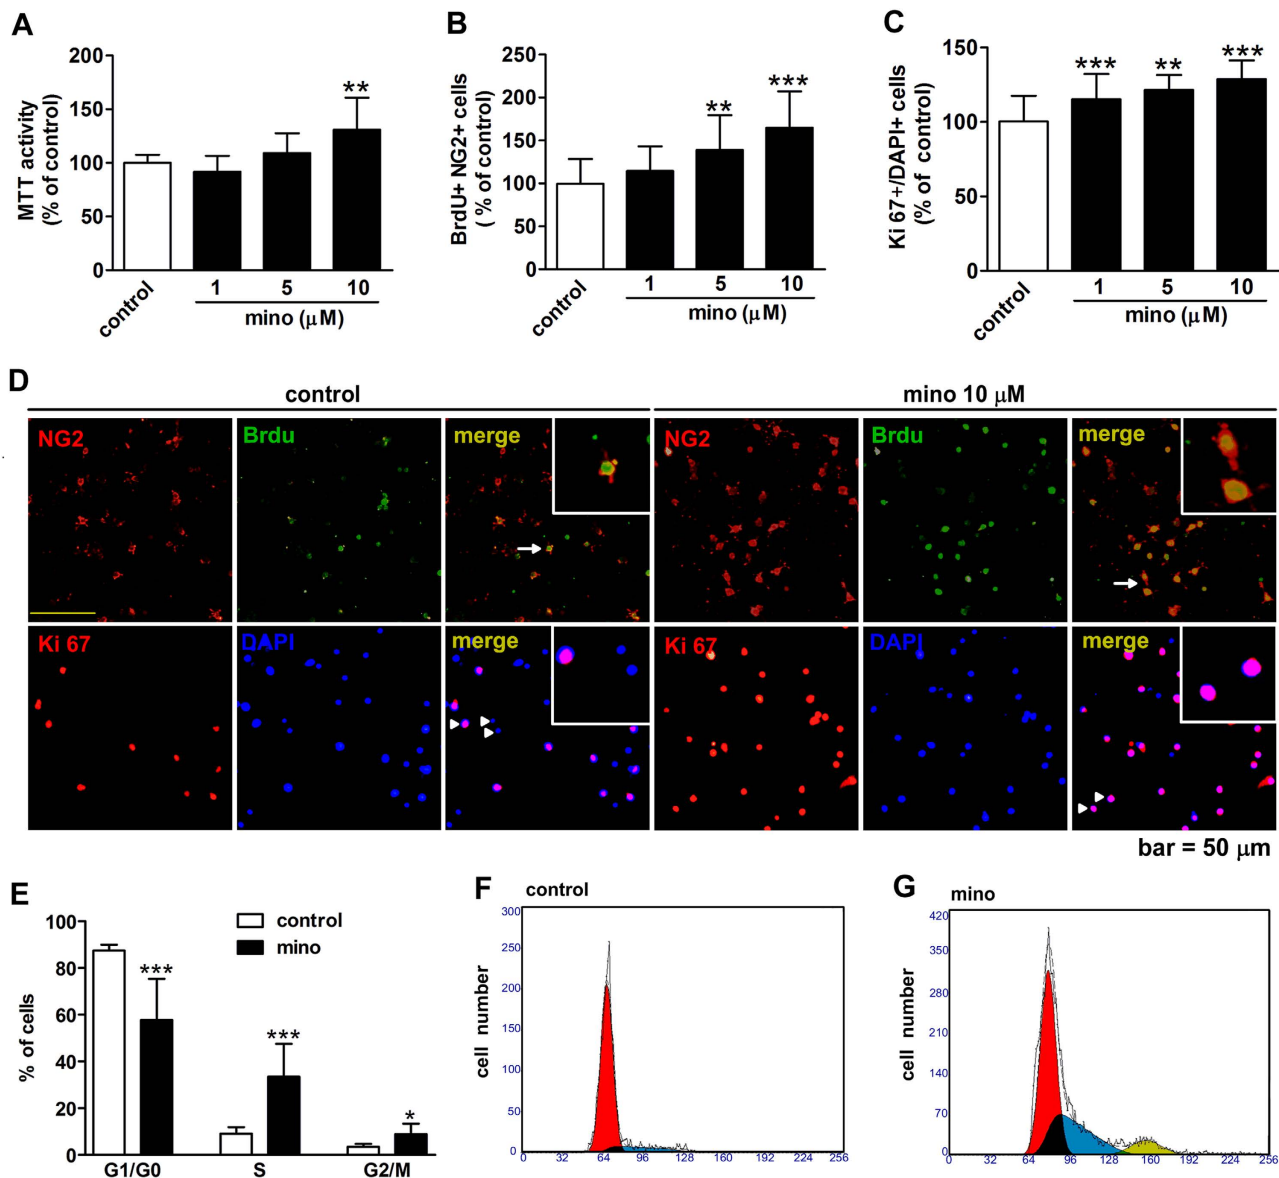 A
MTT activity
(% of control)
200
150
100
50
0
**
control
1 5 10
mino (μM)
B
BrdU+ NG2+ cells
( % of control)
250
200
150
100
50
0
** ***
control
1 5 10
mino (μM)
C
Ki 67+/DAPI+ cells
(% of control)
150
100
50
0
*** ** ***
control
1 5 10
mino (μM)
D
control
mino 10 μM
NG2 Brdu merge NG2 Brdu merge
Ki 67 DAPI merge Ki 67 DAPI merge
bar = 50 μm
E
% of cells
100
80
60
40
20
0
control
mino
*** *** *
G1/G0 S G2/M
F
control
cell number
300
250
200
150
100
50
0
0 32 64 96 128 160 192 224 256
G
mino
cell number
420
350
280
210
140
70
0
0 32 64 96 128 160 192 224 256